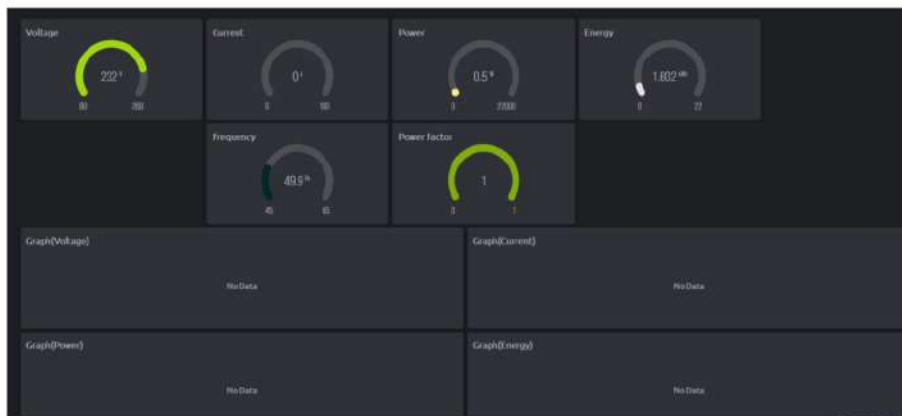 Voltage
232 V
80
260
Current
0
0
100
Power
0.5 W
0
22000
Energy
1.602 kWh
0
22
Frequency
49.9 Hz
45
65
Power factor
1
0
1
Graph(Voltage)
No Data
Graph(Current)
No Data
Graph(Power)
No Data
Graph(Energy)
No Data